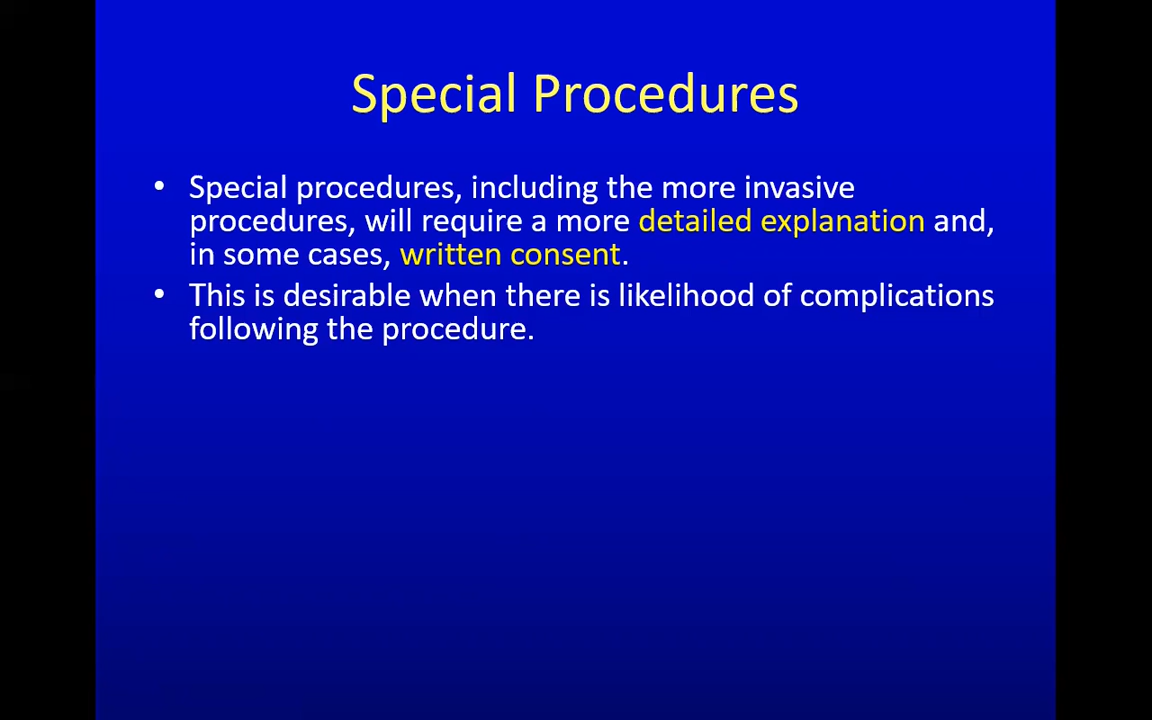 Special Procedures
• Special procedures, including the more invasive
procedures, will require a more detailed explanation and,
in some cases, written consent.
• This is desirable when there is likelihood of complications
following the procedure.